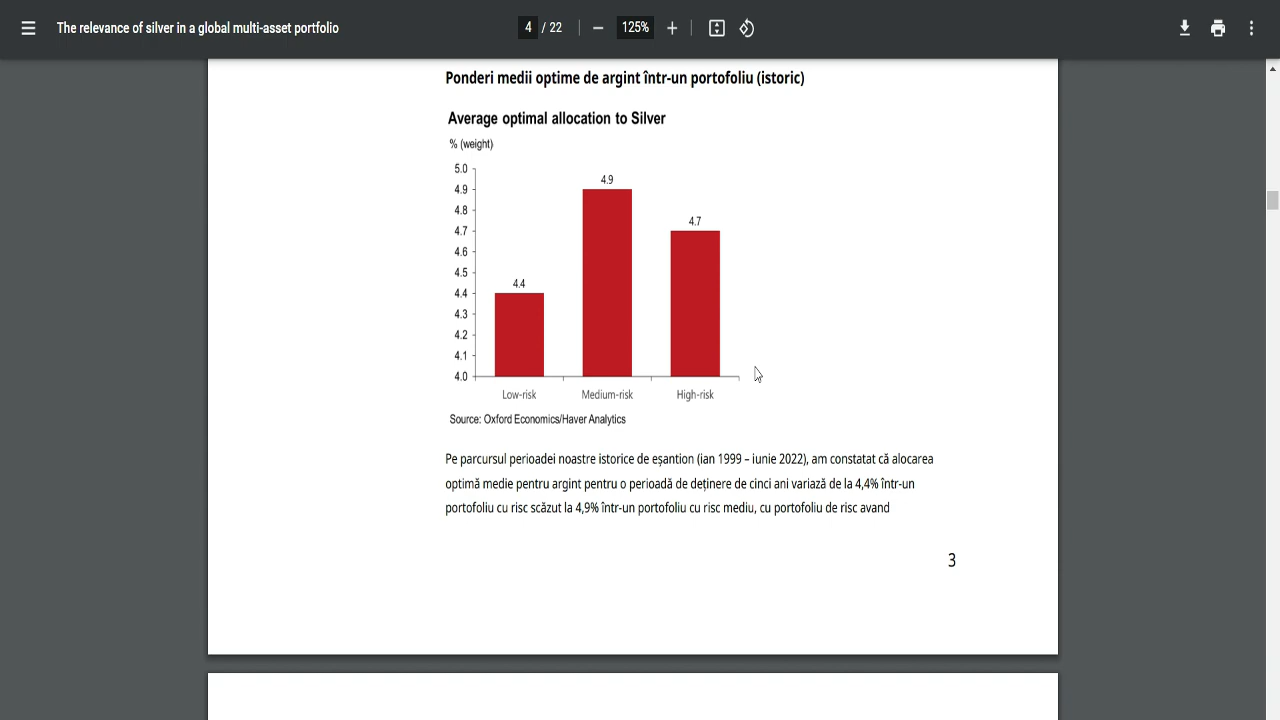 The relevance of silver in a global multi-asset portfolio
4 / 22
125%
Ponderi medii optime de argint într-un portofoliu (istoric)
Average optimal allocation to Silver
% (weight)
5.0
4.9
4.8
4.7
4.6
4.5
4.4
4.3
4.2
4.1
4.0
4.4
4.9
4.7
Low-risk
Medium-risk
High-risk
Source: Oxford Economics/Haver Analytics
Pe parcursul perioadei noastre istorice de eșantion (ian 1999 – iunie 2022), am constatat că alocarea
optimă medie pentru argint pentru o perioadă de deținere de cinci ani variază de la 4,4% într-un
portofoliu cu risc scăzut la 4,9% într-un portofoliu cu risc mediu, cu portofoliu de risc avand
3